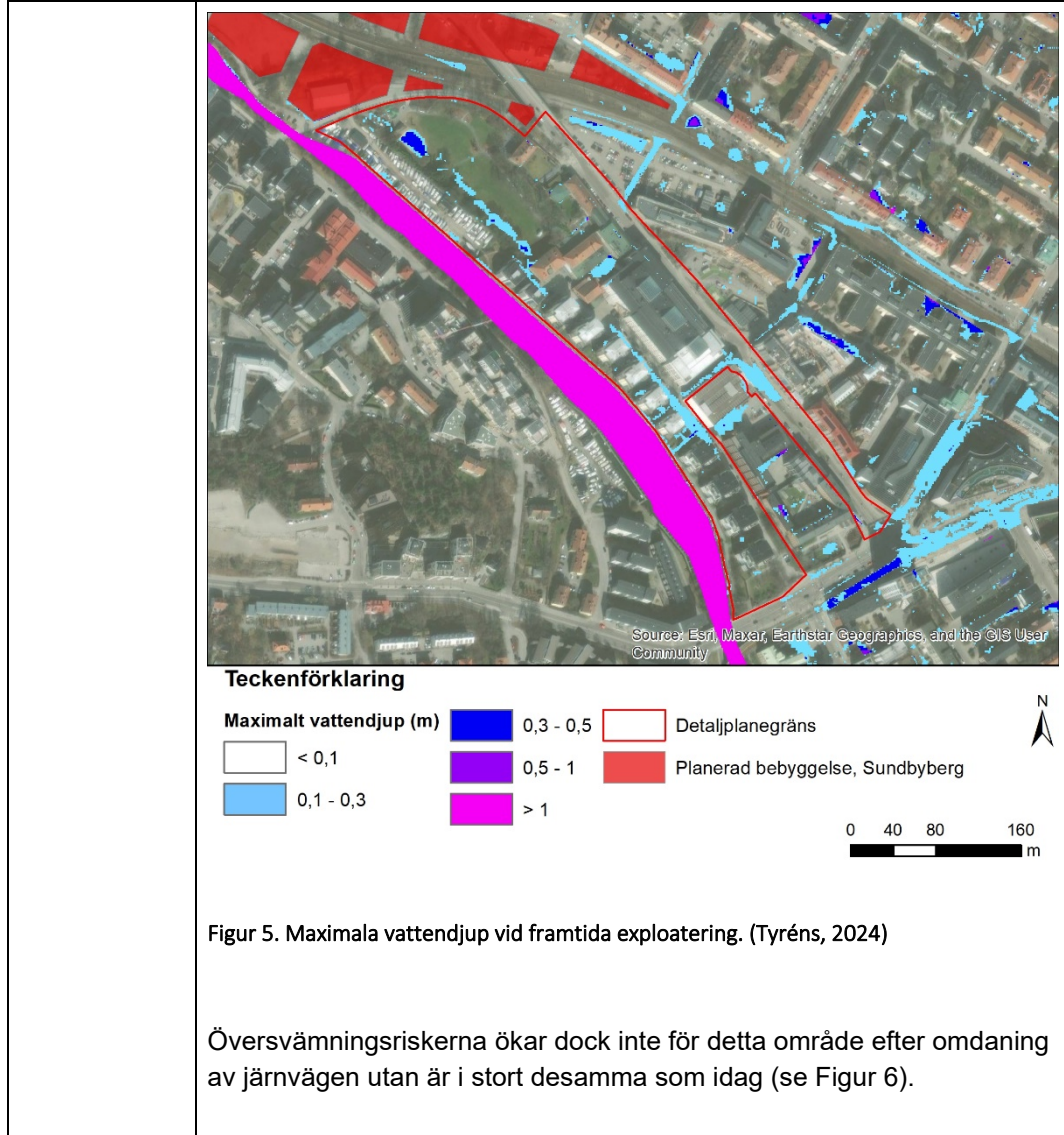 Source: Esri, Maxar, Earthstar Geographics, and the GIS User
Community
Teckenförklaring
Maximalt vattendjup (m)
< 0,1
0,1 - 0,3
0,3 - 0,5
0,5 - 1
> 1
Detaljplanegräns
Planerad bebyggelse, Sundbyberg
N
0 40 80 160
m
Figur 5. Maximala vattendjup vid framtida exploatering. (Tyréns, 2024)
Översvämningsriskerna ökar dock inte för detta område efter omdaning
av järnvägen utan är i stort desamma som idag (se Figur 6).